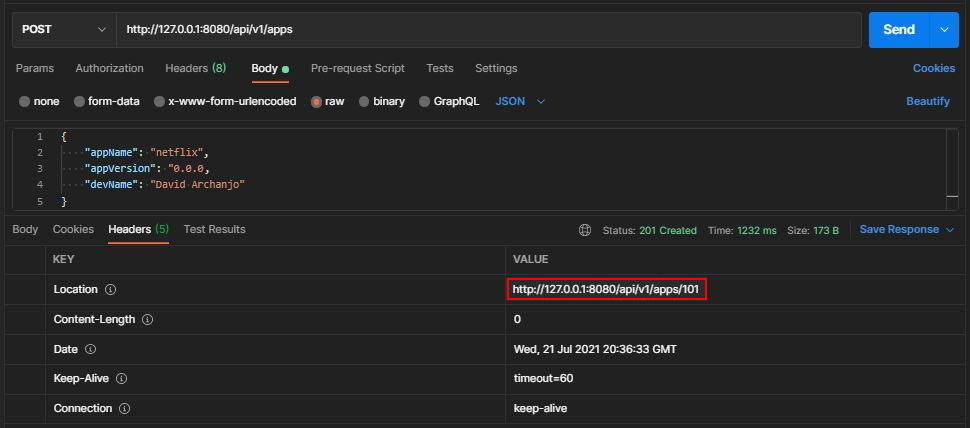 POST http://127.0.0.1:8080/api/v1/apps Send
Params Authorization Headers (8) Body Pre-request Script Tests Settings Cookies
none form-data x-www-form-urlencoded raw binary GraphQL JSON Beautify
1 {
2 ····"appName":·"netflix",
3 ····"appVersion":·"0.0.0,
4 ····"devName":·"David·Archanjo"
5 }
Body Cookies Headers (5) Test Results Status: 201 Created Time: 1232 ms Size: 173 B Save Response
KEY VALUE
Location http://127.0.0.1:8080/api/v1/apps/101
Content-Length 0
Date Wed, 21 Jul 2021 20:36:33 GMT
Keep-Alive timeout=60
Connection keep-alive